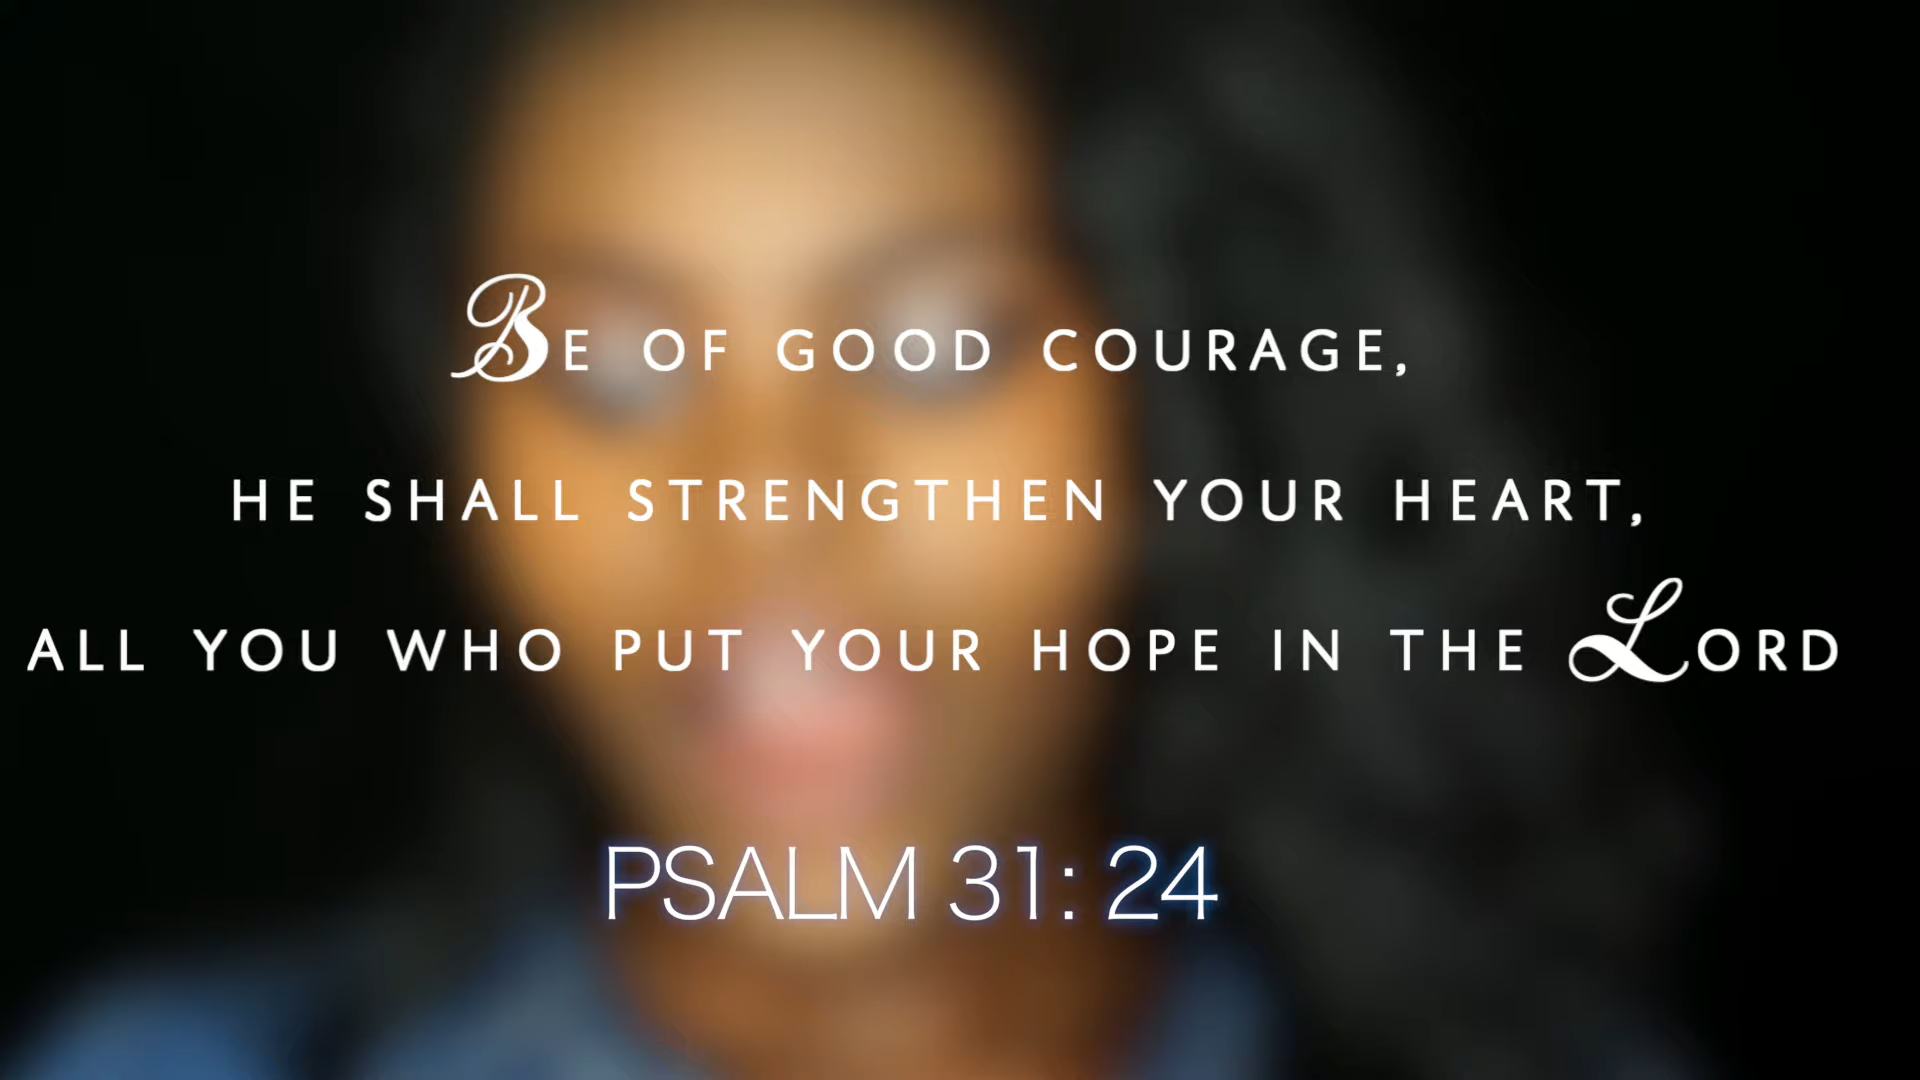 Be of good courage,
he shall strengthen your heart,
all you who put your hope in the Lord
PSALM 31: 24